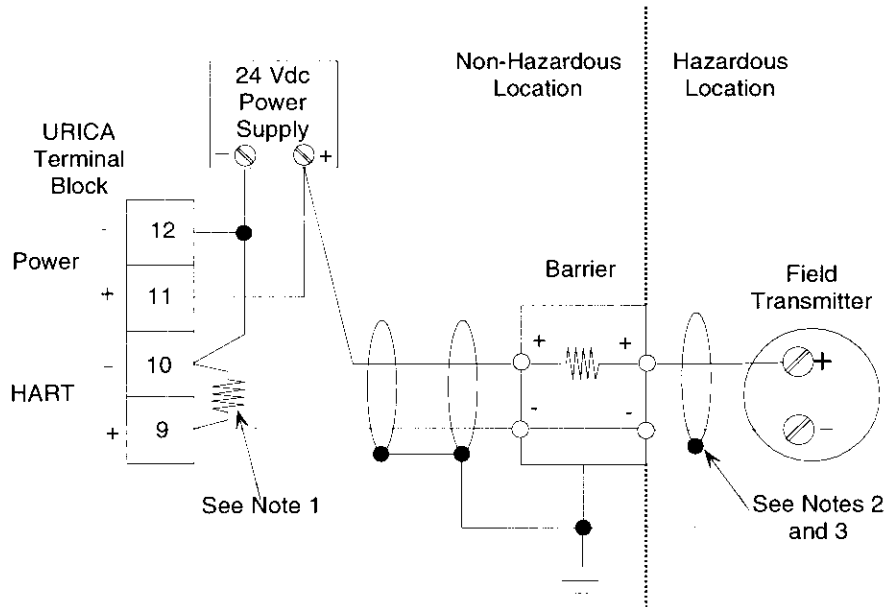 24 Vdc
Power
Supply
- +
URICA
Terminal
Block
Non-Hazardous
Location
Hazardous
Location
- 12
Power
+ 11
- 10
HART
+ 9
See Note 1
Barrier
+ +
- -
Field
Transmitter
+
-
See Notes 2
and 3